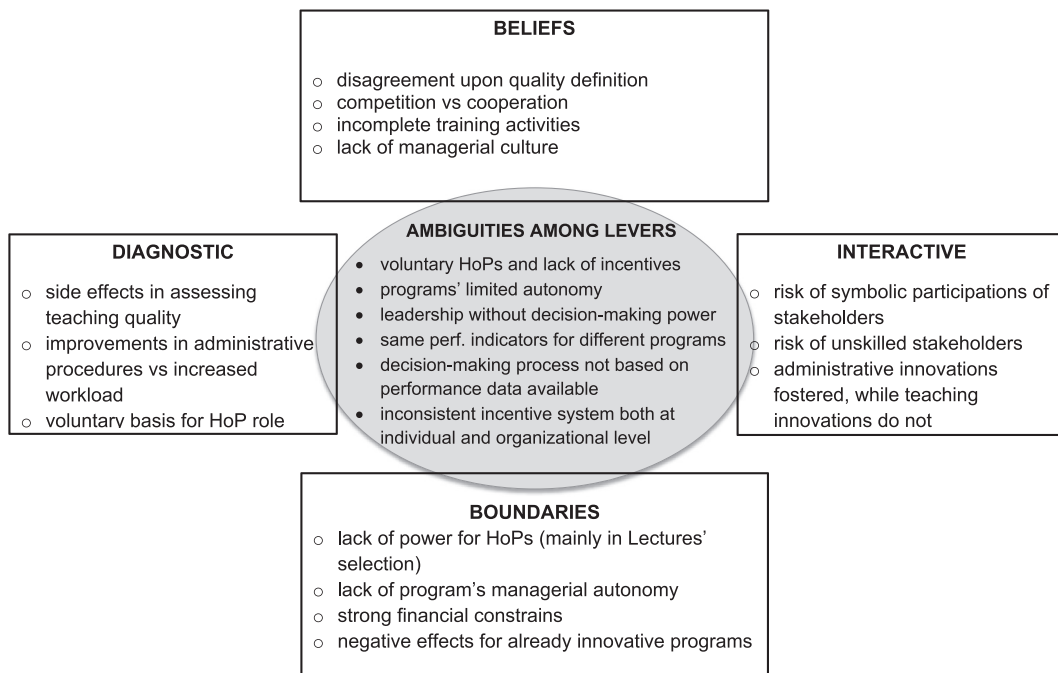 BELIEFS
○ disagreement upon quality definition
○ competition vs cooperation
○ incomplete training activities
○ lack of managerial culture
DIAGNOSTIC
○ side effects in assessing
teaching quality
○ improvements in administrative
procedures vs increased
workload
○ voluntary basis for HoP role
AMBIGUITIES AMONG LEVERS
• voluntary HoPs and lack of incentives
• programs' limited autonomy
• leadership without decision-making power
• same perf. indicators for different programs
• decision-making process not based on
performance data available
• inconsistent incentive system both at
individual and organizational level
INTERACTIVE
○ risk of symbolic participations of
stakeholders
○ risk of unskilled stakeholders
○ administrative innovations
fostered, while teaching
innovations do not
BOUNDARIES
○ lack of power for HoPs (mainly in Lectures'
selection)
○ lack of program's managerial autonomy
○ strong financial constrains
○ negative effects for already innovative programs